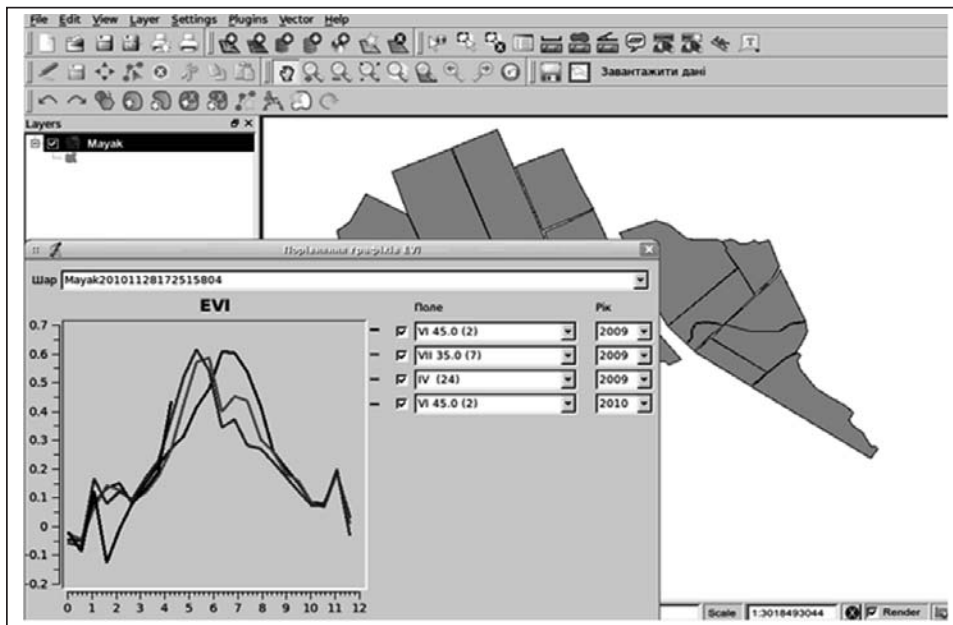 File Edit View Layer Settings Plugins Vector Help
Завантажити дані
Layers
Mayak
Порівняння графіків EVI
Шар Mayak20101128172515804
EVI
Поле Рік
VI 45.0 (2) 2009
VII 35.0 (7) 2009
IV (24) 2009
VI 45.0 (2) 2010
0.7
0.6
0.5
0.4
0.3
0.2
0.1
0
-0.1
-0.2
0 1 2 3 4 5 6 7 8 9 10 11 12
Scale 1:3018493044 Render